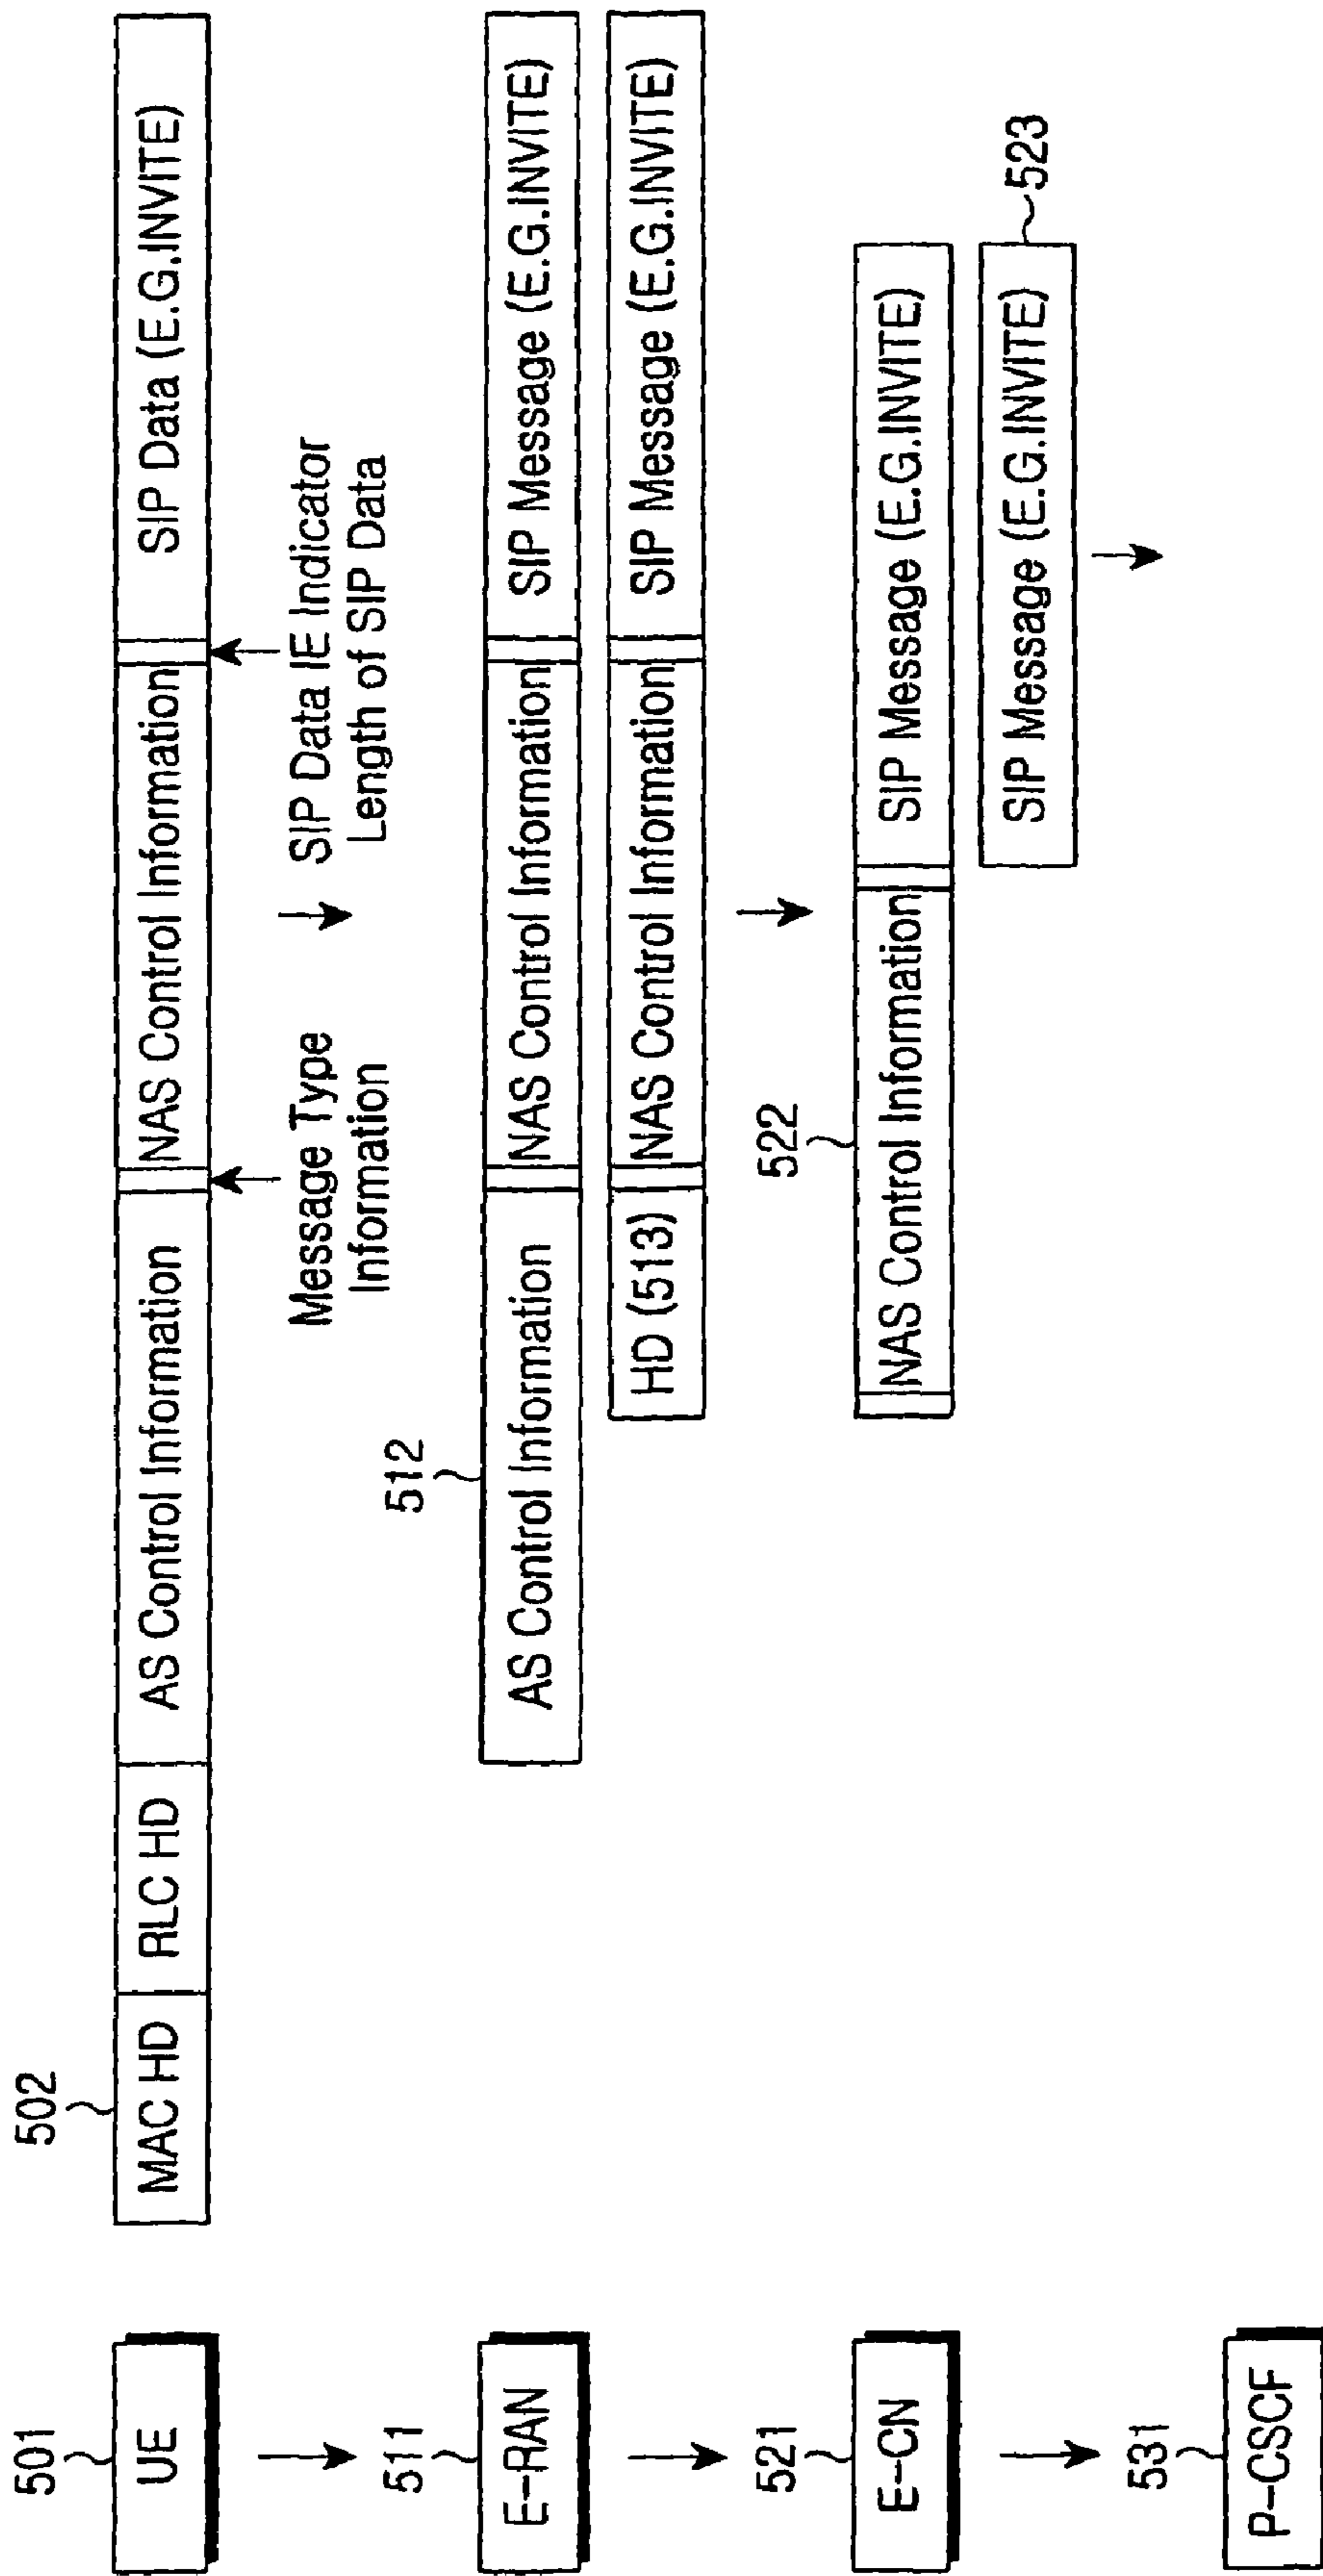 501
UE
502
MAC HD
RLC HD
AS Control Information
NAS Control Information
SIP Data (E.G.INVITE)
Message Type
Information
SIP Data IE Indicator
Length of SIP Data
511
E-RAN
512
AS Control Information
NAS Control Information
SIP Message (E.G.INVITE)
HD (513)
NAS Control Information
SIP Message (E.G.INVITE)
521
E-CN
522
NAS Control Information
SIP Message (E.G.INVITE)
SIP Message (E.G.INVITE)
523
531
P-CSCF